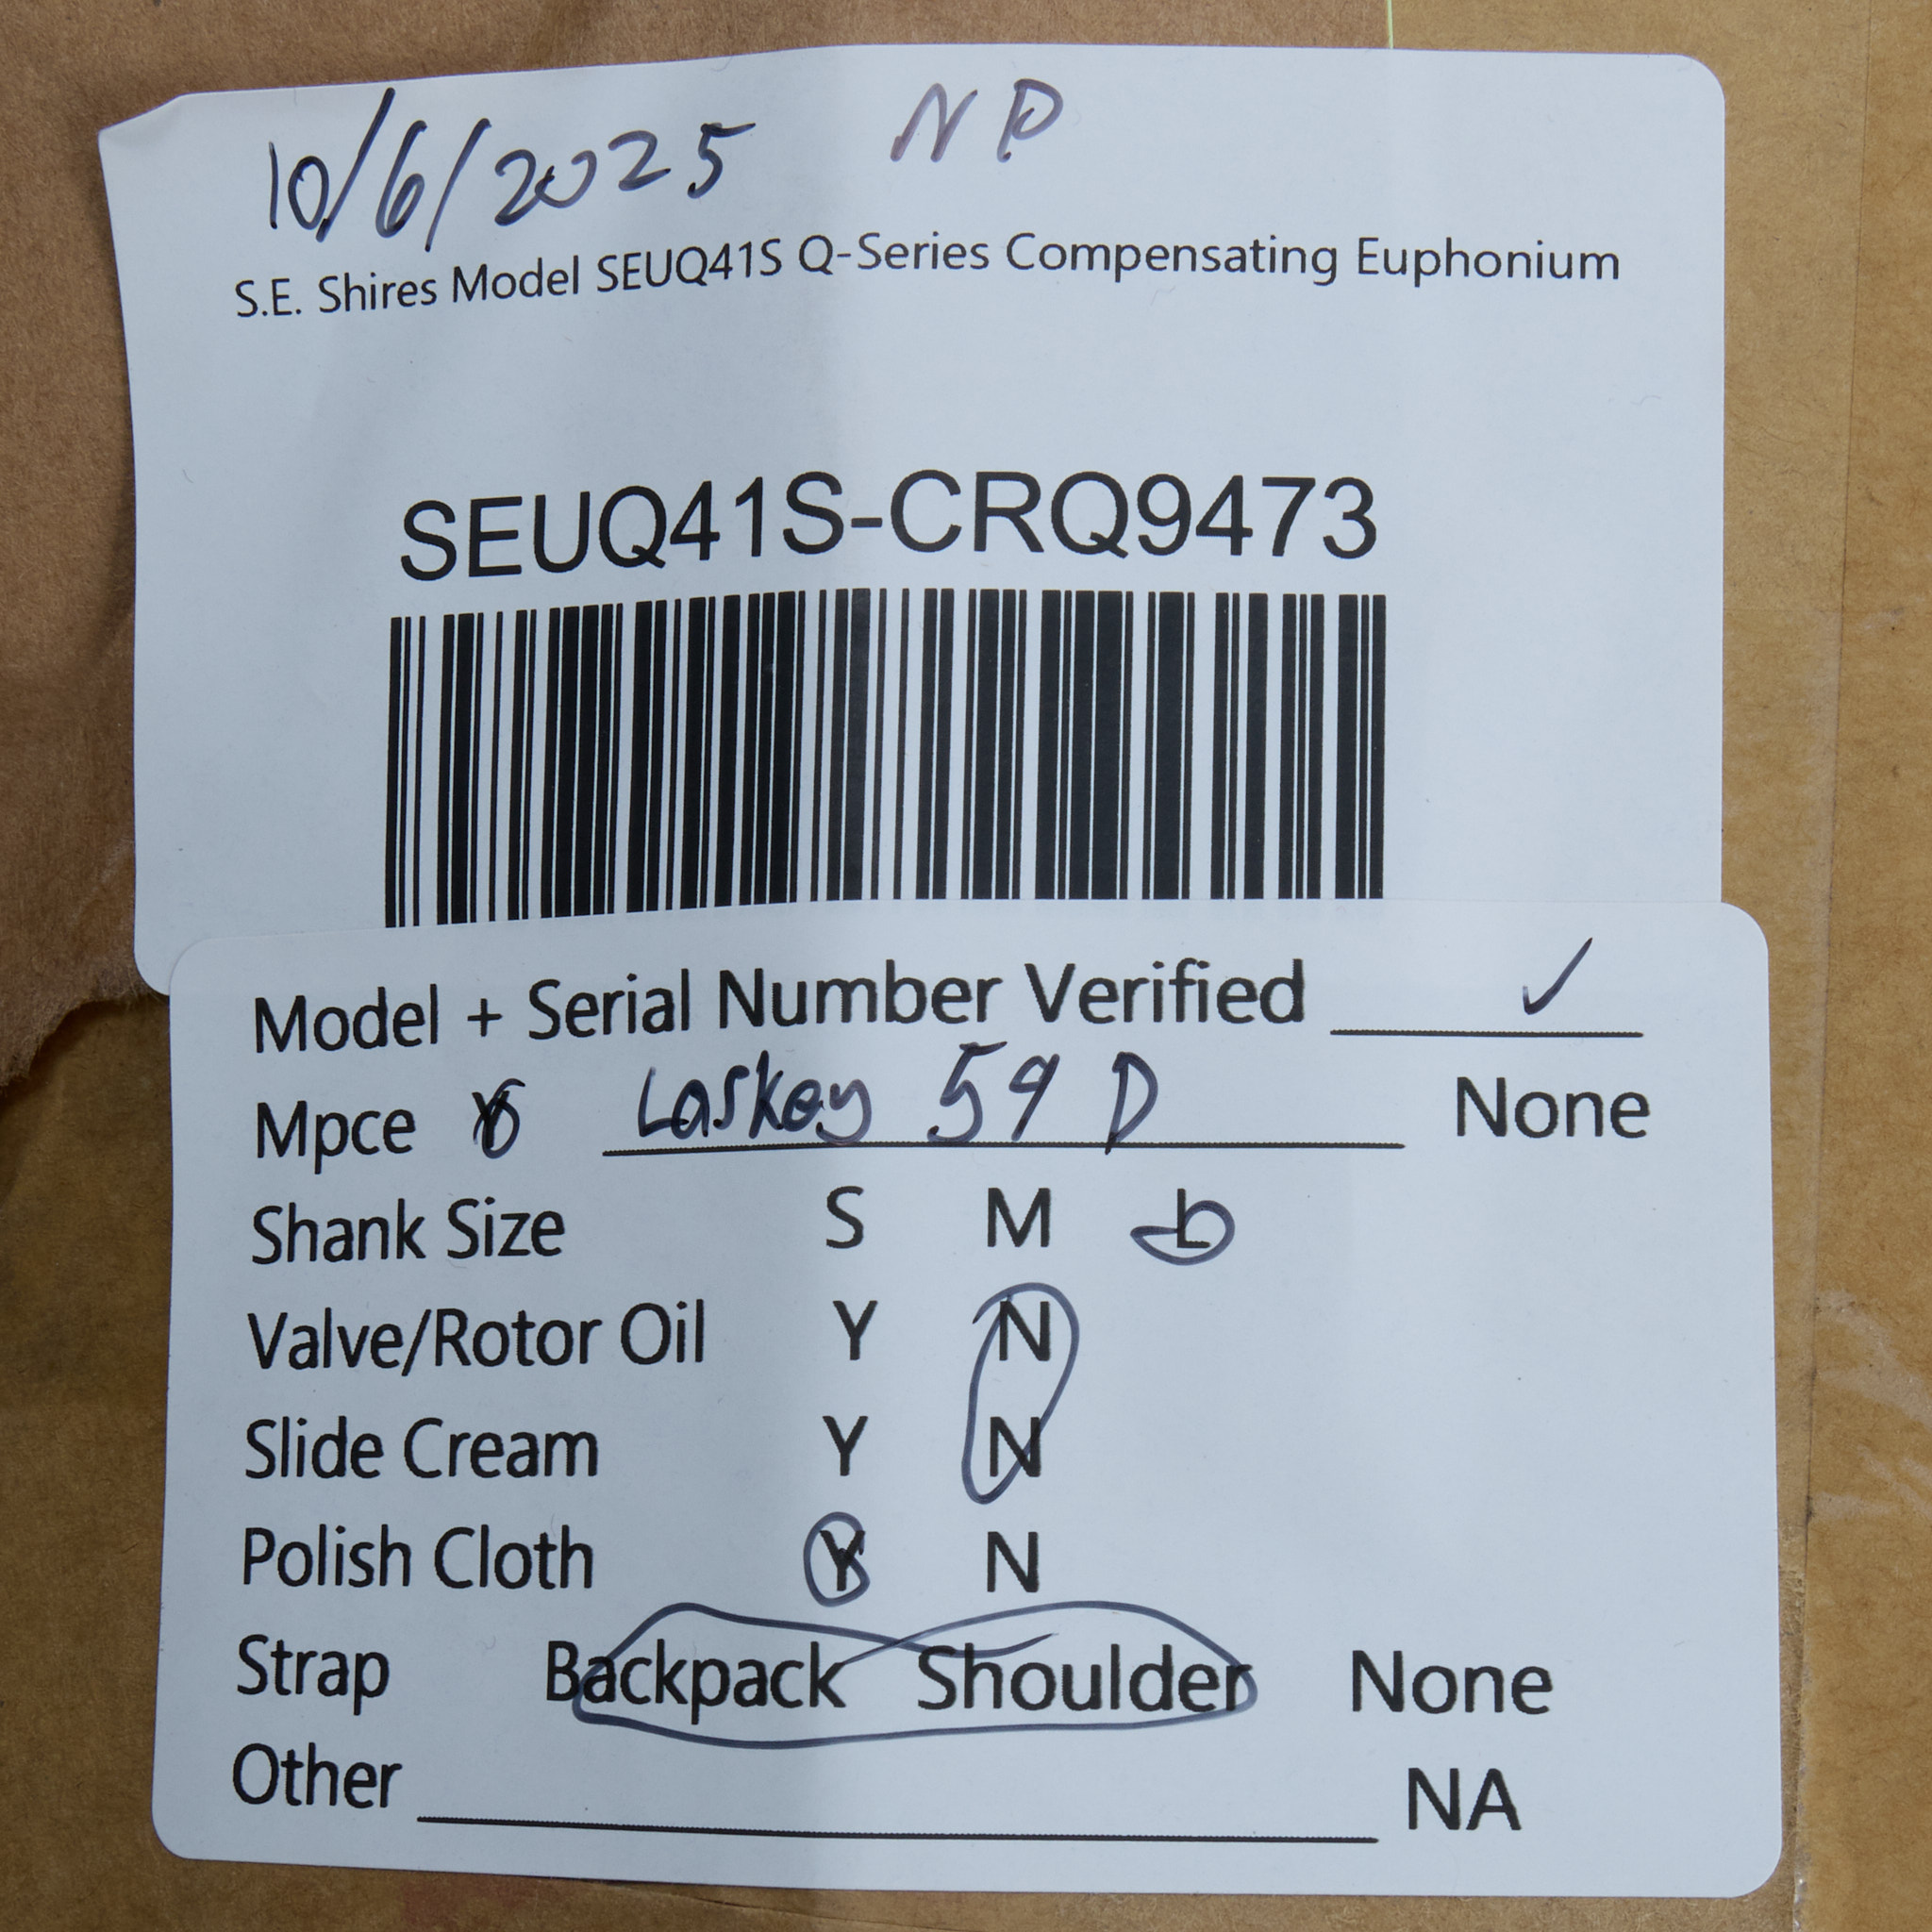 10/6/2025 NP
S.E. Shires Model SEUQ41S Q-Series Compensating Euphonium
SEUQ41S-CRQ9473
Model + Serial Number Verified ✓
Mpce Y Laskey 59 D None
Shank Size S M L
Valve/Rotor Oil Y N
Slide Cream Y N
Polish Cloth Y N
Strap Backpack Shoulder None
Other NA